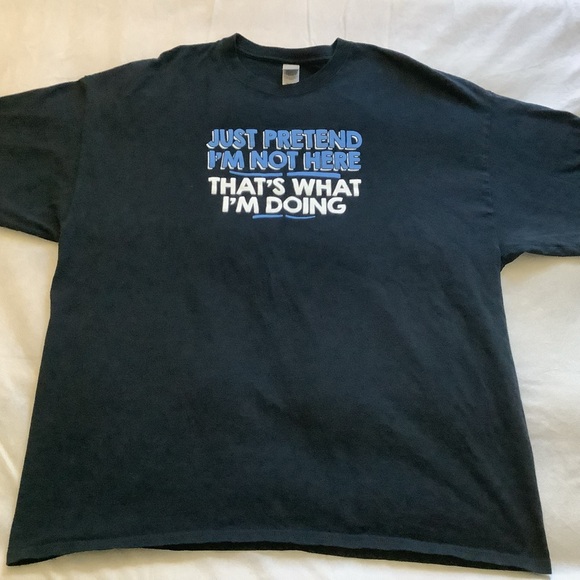 JUST PRETEND
I'M NOT HERE
THAT'S WHAT
I'M DOING